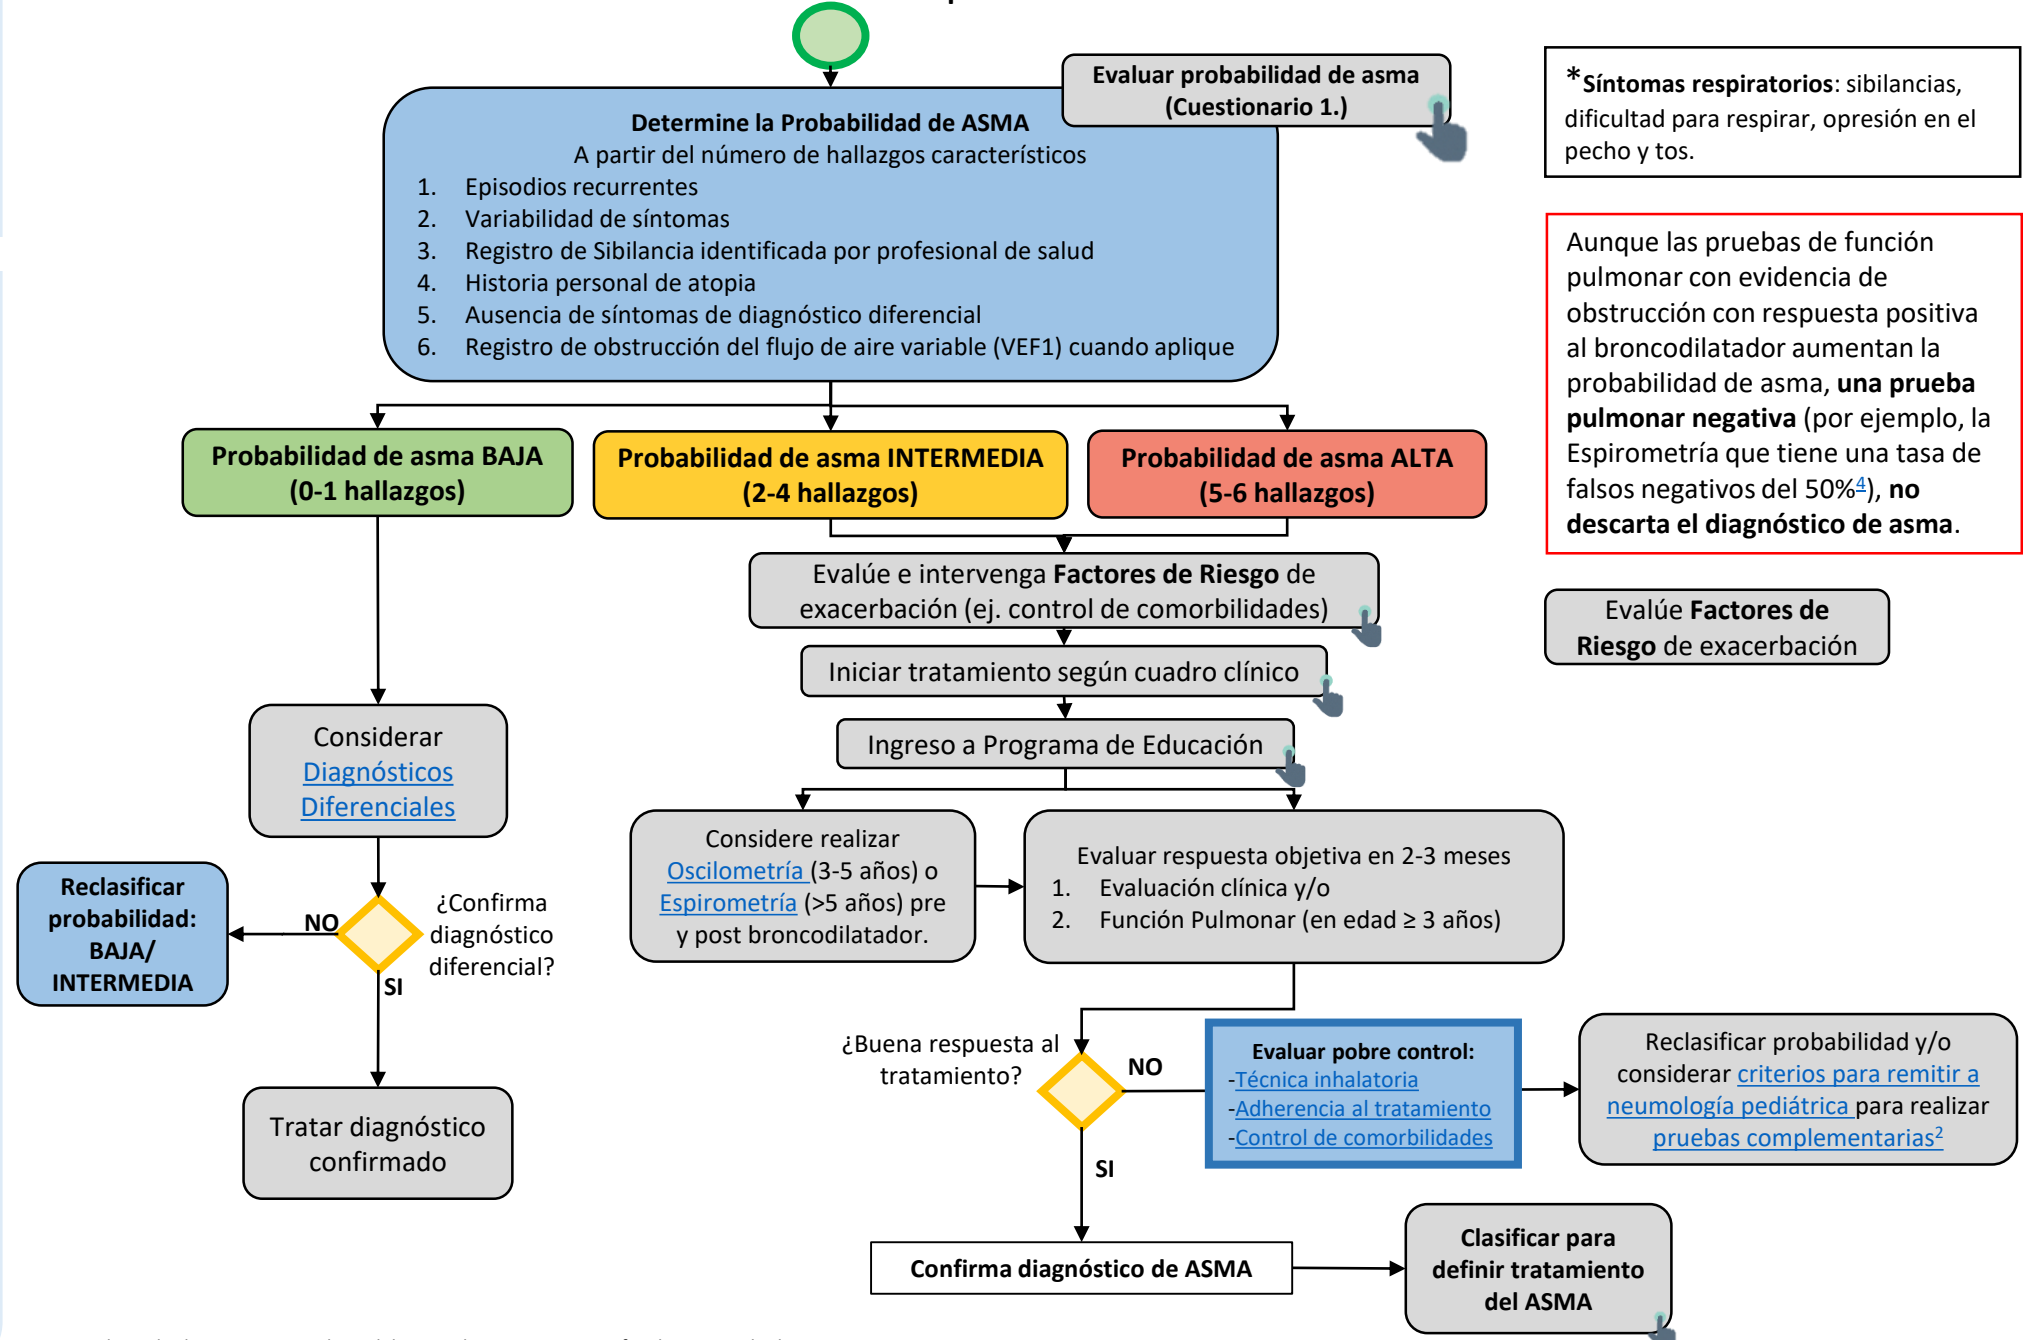 Evaluar probabilidad de asma
(Cuestionario 1.)
Determine la Probabilidad de ASMA
A partir del número de hallazgos característicos
1. Episodios recurrentes
2. Variabilidad de síntomas
3. Registro de Sibilancia identificada por profesional de salud
4. Historia personal de atopia
5. Ausencia de síntomas de diagnóstico diferencial
6. Registro de obstrucción del flujo de aire variable (VEF1) cuando aplique
*Síntomas respiratorios: sibilancias,
dificultad para respirar, opresión en el
pecho y tos.
Aunque las pruebas de función
pulmonar con evidencia de
obstrucción con respuesta positiva
al broncodilatador aumentan la
probabilidad de asma, una prueba
pulmonar negativa (por ejemplo, la
Espirometría que tiene una tasa de
falsos negativos del 50%4), no
descarta el diagnóstico de asma.
Evalúe Factores de
Riesgo de exacerbación
Probabilidad de asma BAJA
(0-1 hallazgos)
Probabilidad de asma INTERMEDIA
(2-4 hallazgos)
Probabilidad de asma ALTA
(5-6 hallazgos)
Evalúe e intervenga Factores de Riesgo de
exacerbación (ej. control de comorbilidades)
Iniciar tratamiento según cuadro clínico
Ingreso a Programa de Educación
Considerar
Diagnósticos
Diferenciales
Considere realizar
Oscilometría (3-5 años) o
Espirometría (>5 años) pre
y post broncodilatador.
Evaluar respuesta objetiva en 2-3 meses
1. Evaluación clínica y/o
2. Función Pulmonar (en edad ≥ 3 años)
Reclasificar
probabilidad:
BAJA/
INTERMEDIA
NO
¿Confirma
diagnóstico
diferencial?
SI
Tratar diagnóstico
confirmado
¿Buena respuesta al
tratamiento?
NO
SI
Evaluar pobre control:
-Técnica inhalatoria
-Adherencia al tratamiento
-Control de comorbilidades
Reclasificar probabilidad y/o
considerar criterios para remitir a
neumología pediátrica para realizar
pruebas complementarias2
Confirma diagnóstico de ASMA
Clasificar para
definir tratamiento
del ASMA